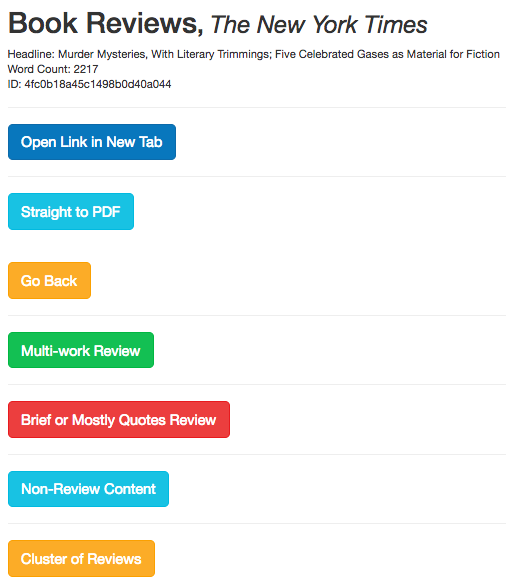 Book Reviews, The New York Times
Headline: Murder Mysteries, With Literary Trimmings; Five Celebrated Gases as Material for Fiction
Word Count: 2217
ID: 4fc0b18a45c1498b0d40a044
Open Link in New Tab
Straight to PDF
Go Back
Multi-work Review
Brief or Mostly Quotes Review
Non-Review Content
Cluster of Reviews